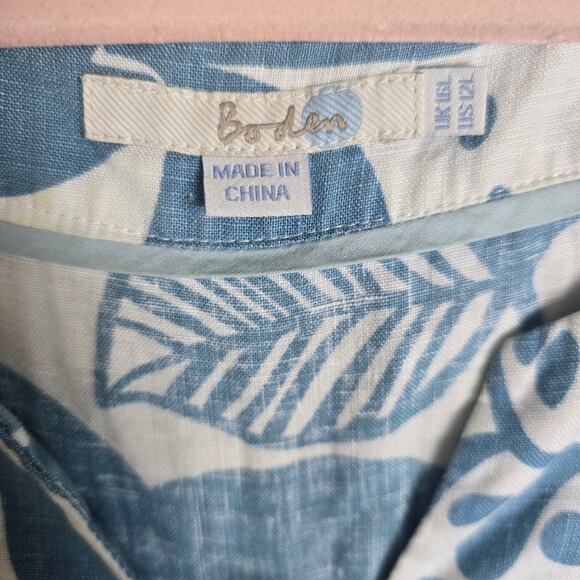 Boden
UK 16L
US 12L
MADE IN
CHINA